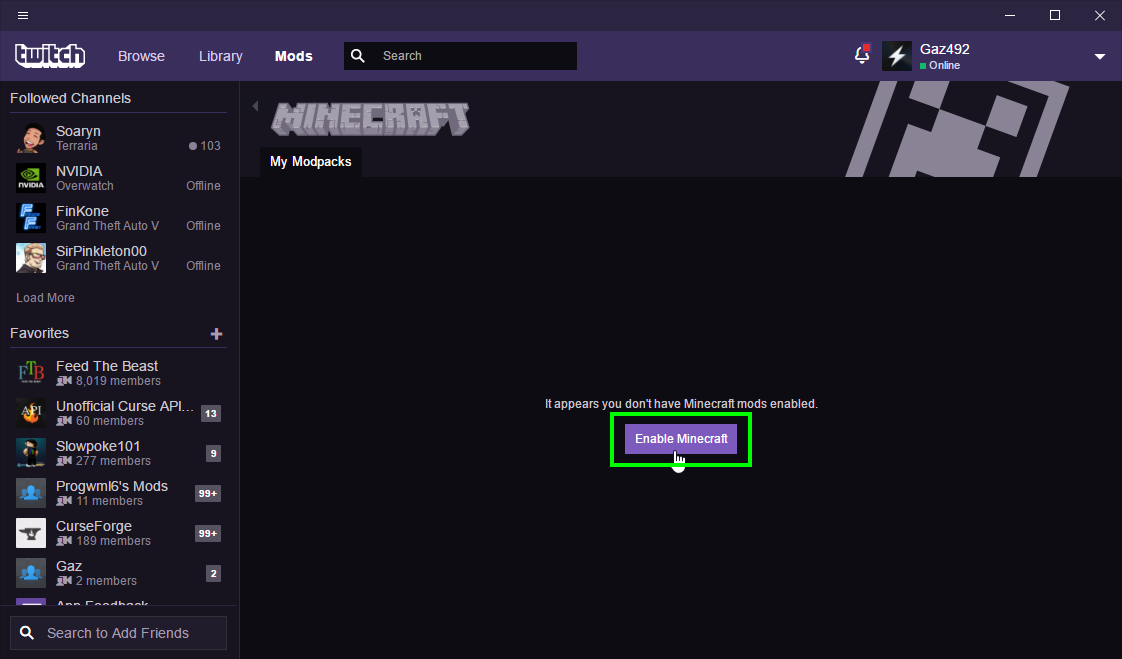 twitch
Browse
Library
Mods
Search
Gaz492
Online
Followed Channels
Soaryn
Terraria
103
NVIDIA
NVIDIA
Overwatch
Offline
FinKone
Grand Theft Auto V
Offline
SirPinkleton00
Grand Theft Auto V
Offline
Load More
Favorites
FTB
Feed The Beast
8,019 members
API
Unofficial Curse API...
60 members
13
Slowpoke101
277 members
9
Progwml6's Mods
11 members
99+
CurseForge
189 members
99+
Gaz
2 members
2
App Feedback
Search to Add Friends
MINECRAFT
My Modpacks
It appears you don't have Minecraft mods enabled.
Enable Minecraft